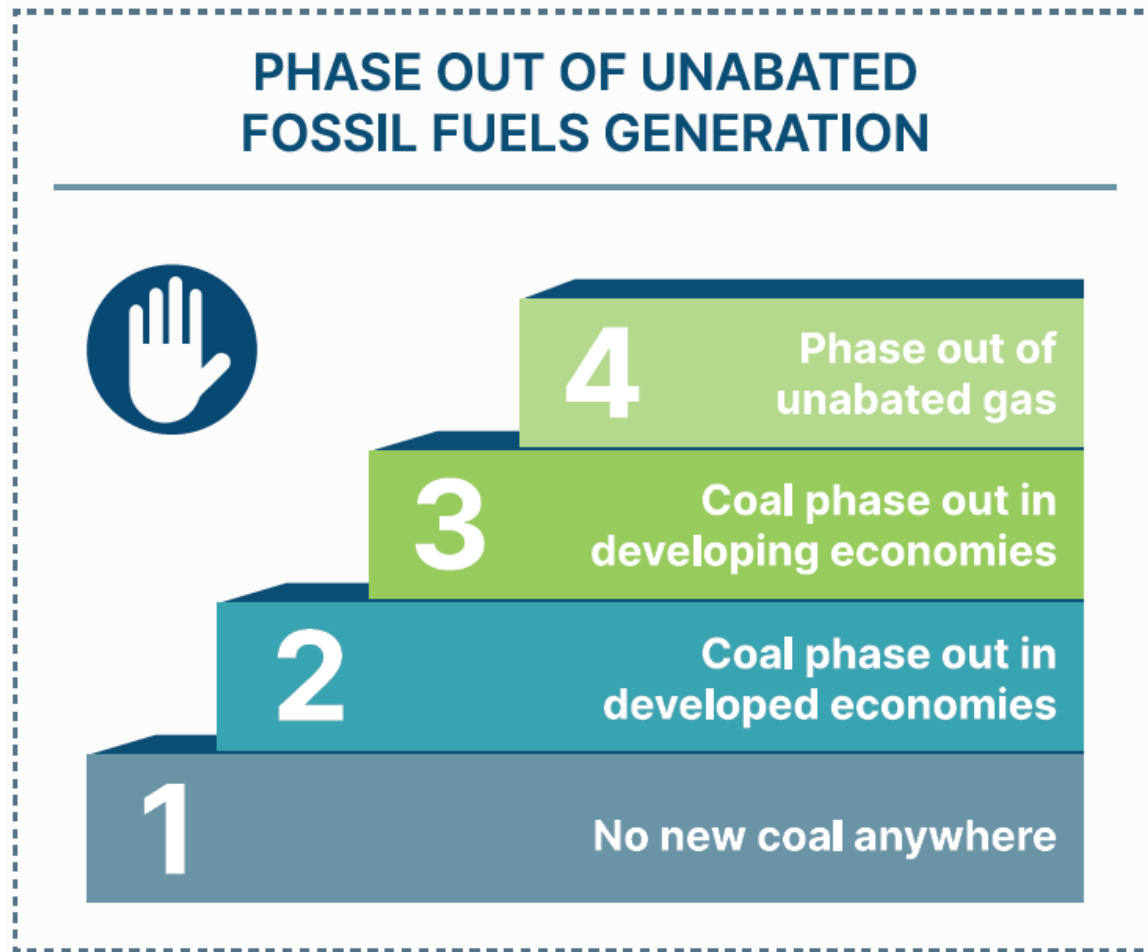 PHASE OUT OF UNABATED
FOSSIL FUELS GENERATION
4
Phase out of
unabated gas
3
Coal phase out in
developing economies
2
Coal phase out in
developed economies
1
No new coal anywhere